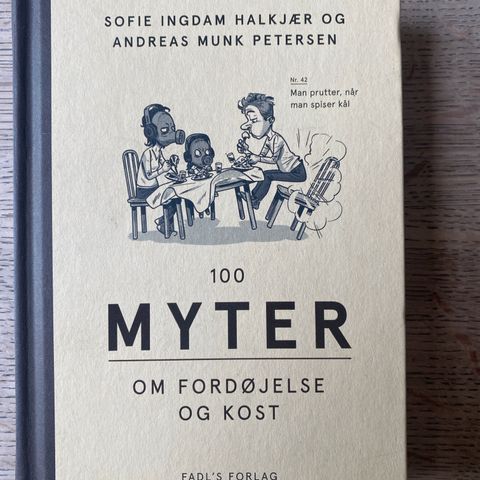 SOFIE INGDAM HALKJÆR OG
ANDREAS MUNK PETERSEN
Nr. 42
Man prutter, når
man spiser kål
100
MYTER
OM FORDØJELSE
OG KOST
FADL'S FORLAG